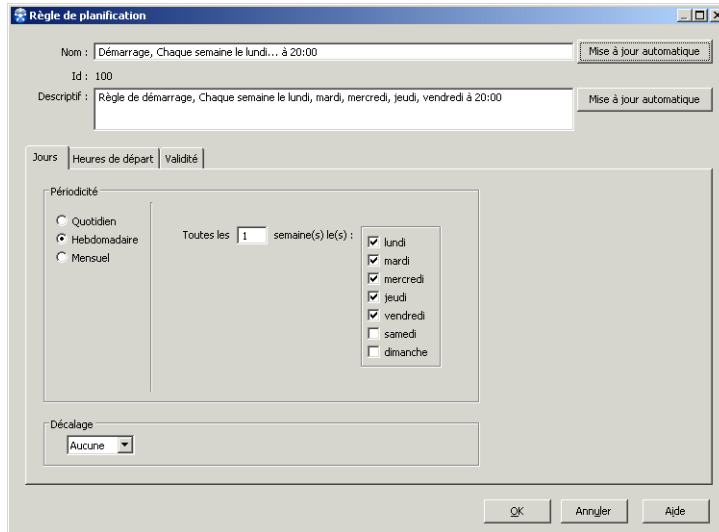 Règle de planification
Nom : Démarrage, Chaque semaine le lundi... à 20:00 Mise à jour automatique
Id : 100
Descriptif : Règle de démarrage, Chaque semaine le lundi, mardi, mercredi, jeudi, vendredi à 20:00 Mise à jour automatique
Jours Heures de départ Validité
Périodicité
Quotidien
Hebdomadaire
Mensuel
Toutes les 1 semaine(s) le(s) :
lundi
mardi
mercredi
jeudi
vendredi
samedi
dimanche
Décalage
Aucune
OK Annuler Aide